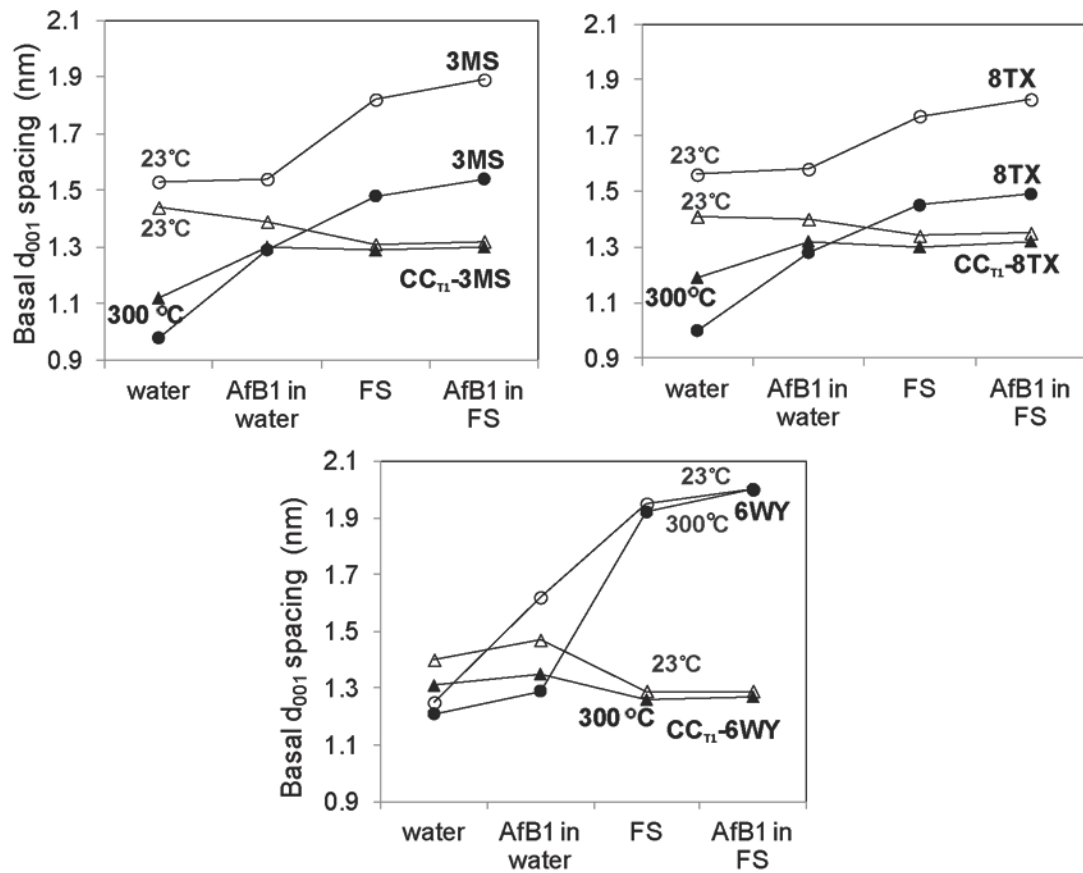 Basal d001 spacing (nm)
2.1
1.9
1.7
1.5
1.3
1.1
0.9
3MS
23°C
3MS
23°C
CCT1-3MS
300 °C
water
AfB1 in
water
FS
AfB1 in
FS
2.1
1.9
1.7
1.5
1.3
1.1
0.9
8TX
23°C
8TX
23°C
CCT1-8TX
300°C
water
AfB1 in
water
FS
AfB1 in
FS
Basal d001 spacing (nm)
2.1
1.9
1.7
1.5
1.3
1.1
0.9
23°C
6WY
300°C
23°C
300 °C
CCT1-6WY
water
AfB1 in
water
FS
AfB1 in
FS